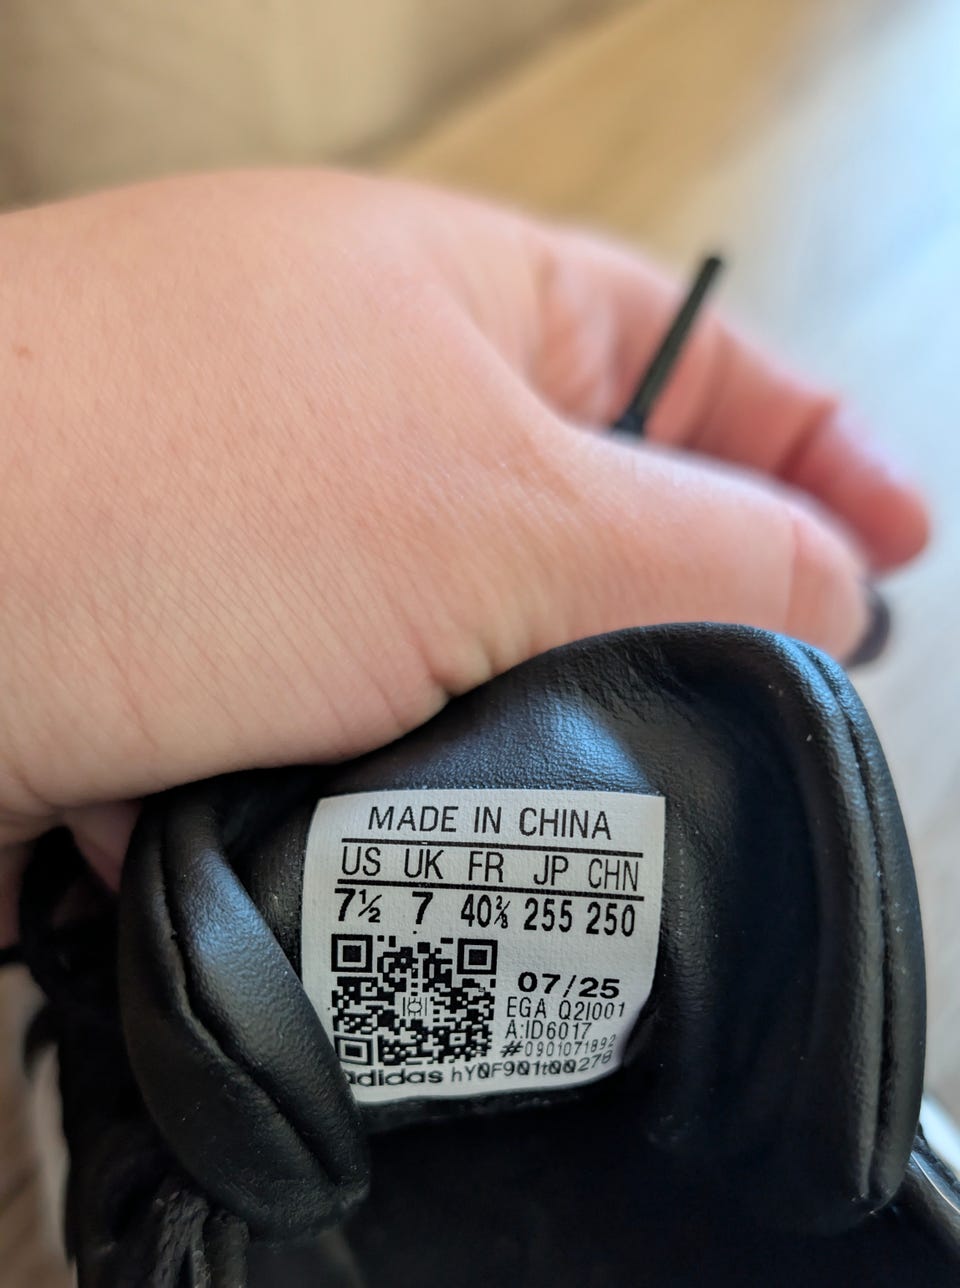 MADE IN CHINA
US UK FR JP CHN
7½ 7 40⅔ 255 250
07/25
EGA Q2I001
A:ID6017
#0901071892
adidas hY0F901t00278